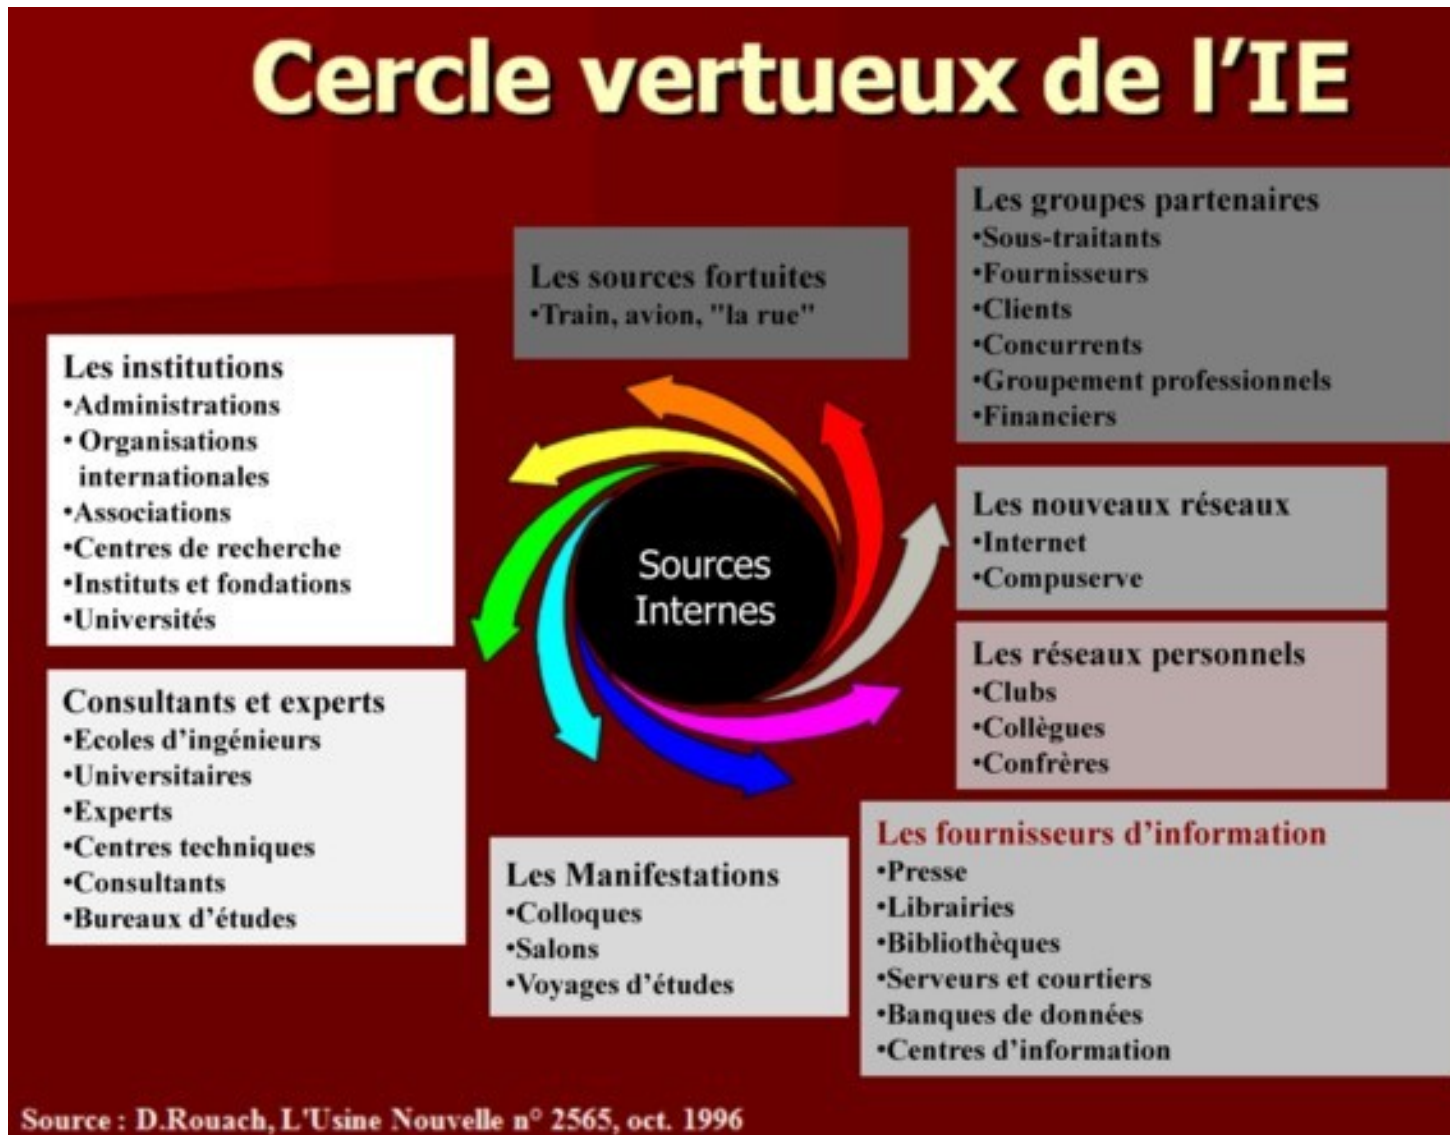 Cercle vertueux de l'IE
Les sources fortuites
•Train, avion, "la rue"
Les groupes partenaires
•Sous-traitants
•Fournisseurs
•Clients
•Concurrents
•Groupement professionnels
•Financiers
Les institutions
•Administrations
• Organisations
internationales
•Associations
•Centres de recherche
•Instituts et fondations
•Universités
Sources
Internes
Les nouveaux réseaux
•Internet
•Compuserve
Les réseaux personnels
•Clubs
•Collègues
•Confrères
Consultants et experts
•Ecoles d’ingénieurs
•Universitaires
•Experts
•Centres techniques
•Consultants
•Bureaux d’études
Les Manifestations
•Colloques
•Salons
•Voyages d’études
Les fournisseurs d’information
•Presse
•Librairies
•Bibliothèques
•Serveurs et courtiers
•Banques de données
•Centres d’information
Source : D.Rouach, L'Usine Nouvelle n° 2565, oct. 1996